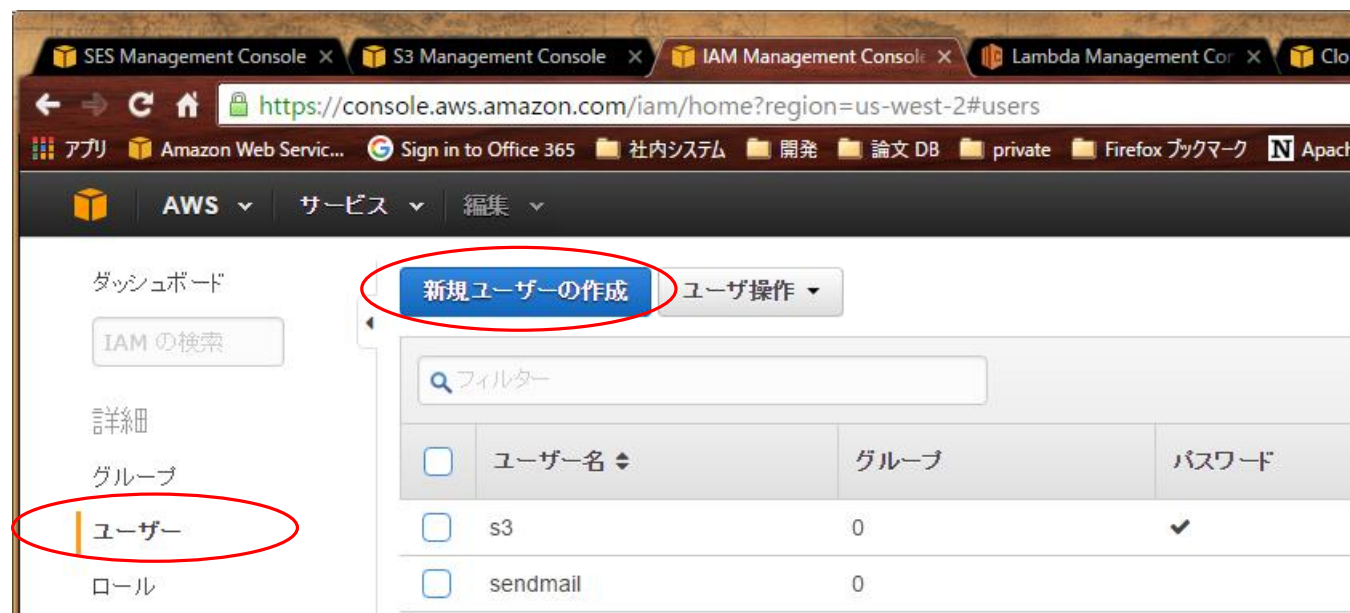 SES Management Console
S3 Management Console
IAM Management Console
Lambda Management Con
Clo
https://console.aws.amazon.com/iam/home?region=us-west-2#users
アプリ
Amazon Web Servic...
Sign in to Office 365
社内システム
開発
論文 DB
private
Firefox ブックマーク
N Apach
AWS
サービス
編集
ダッシュボード
新規ユーザーの作成
ユーザ操作
IAM の検索
フィルター
詳細
ユーザー名
グループ
パスワード
グループ
ユーザー
s3
0
ロール
sendmail
0